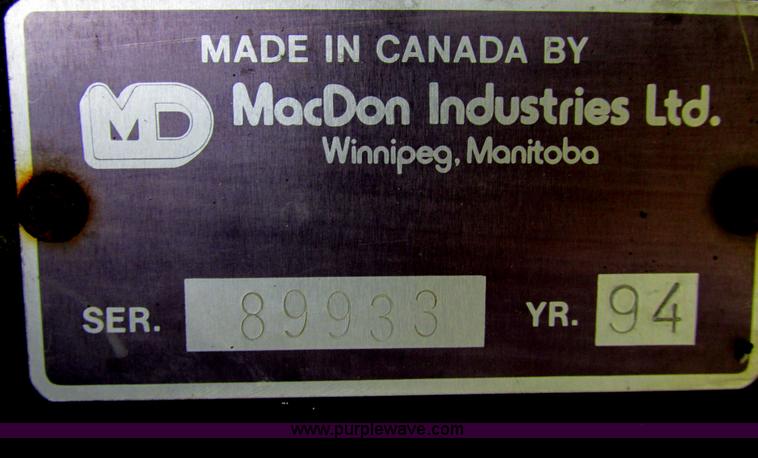 MADE IN CANADA BY
MD MacDon Industries Ltd.
Winnipeg, Manitoba
SER. 89933 YR. 94
www.purplewave.com